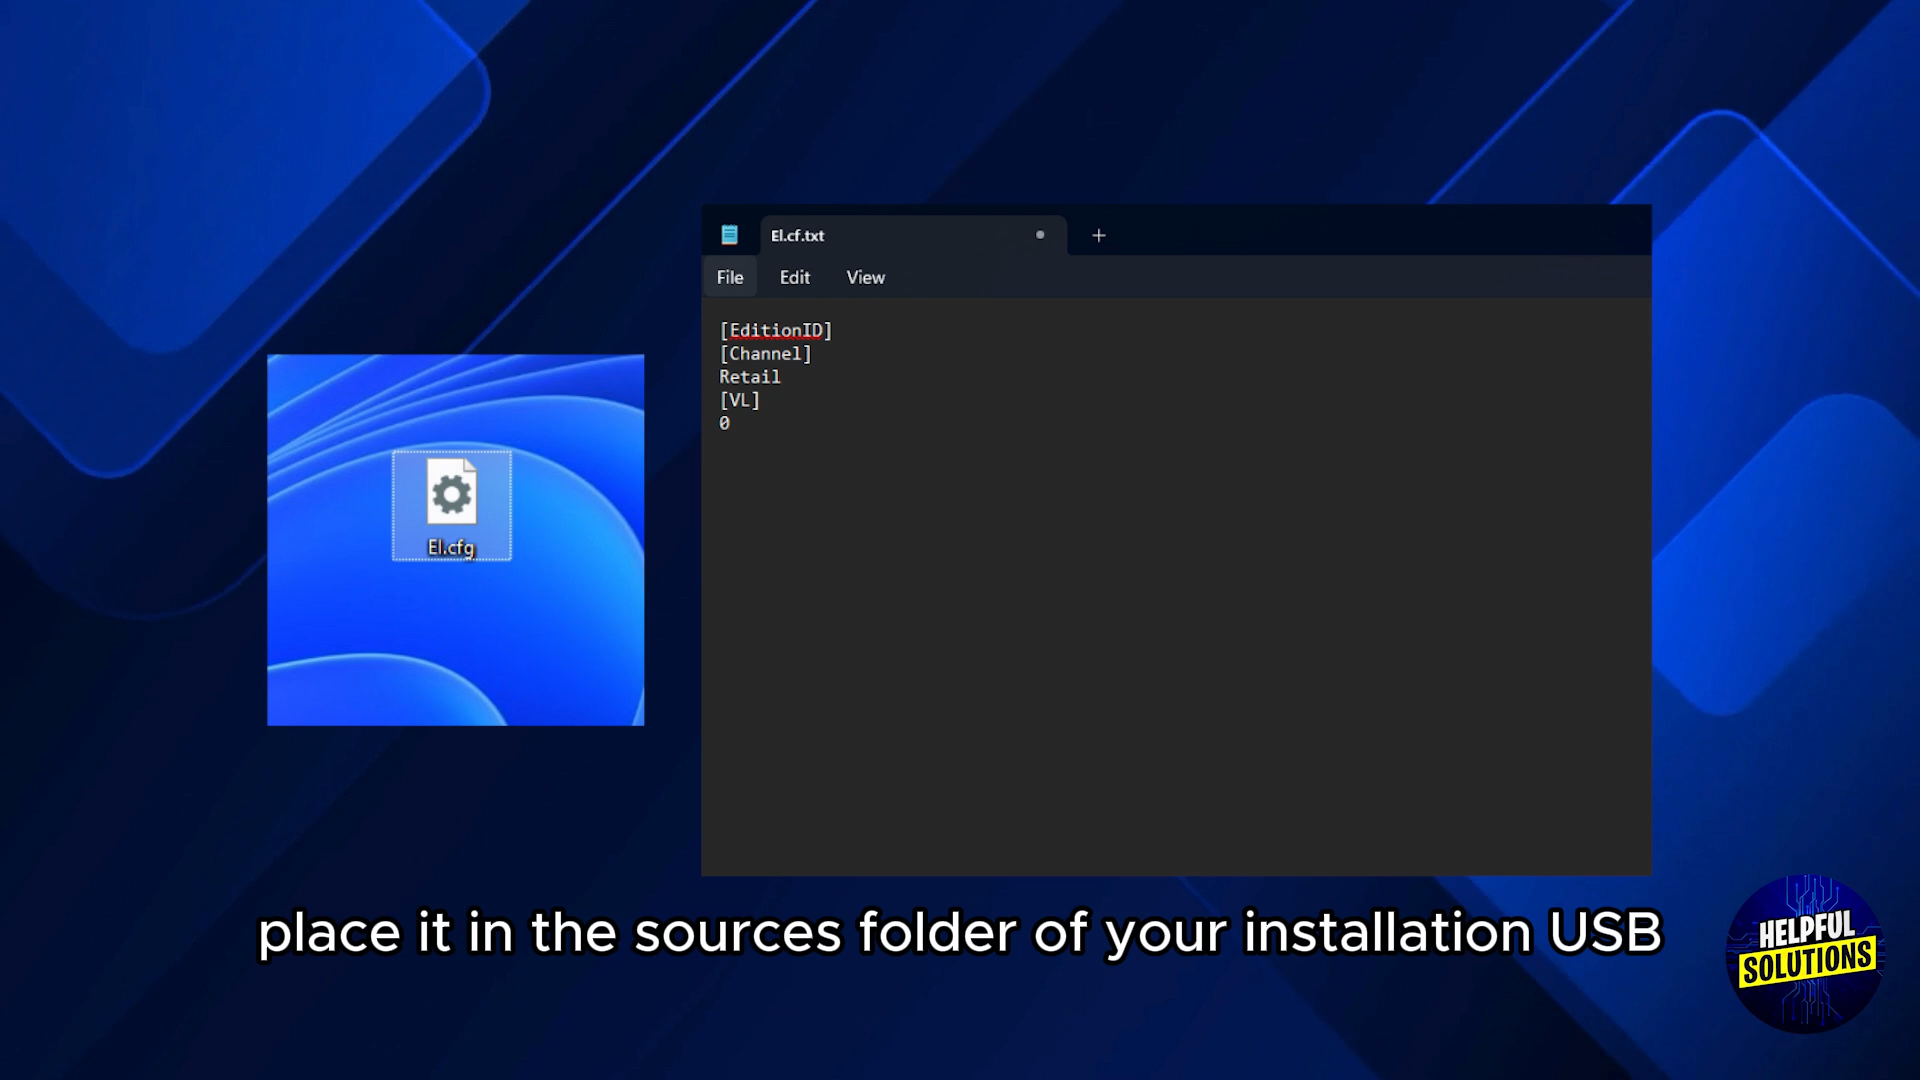 El.cf.txt
File Edit View
[EditionID]
[Channel]
Retail
[VL]
0
El.cfg
place it in the sources folder of your installation USB
HELPFUL
SOLUTIONS